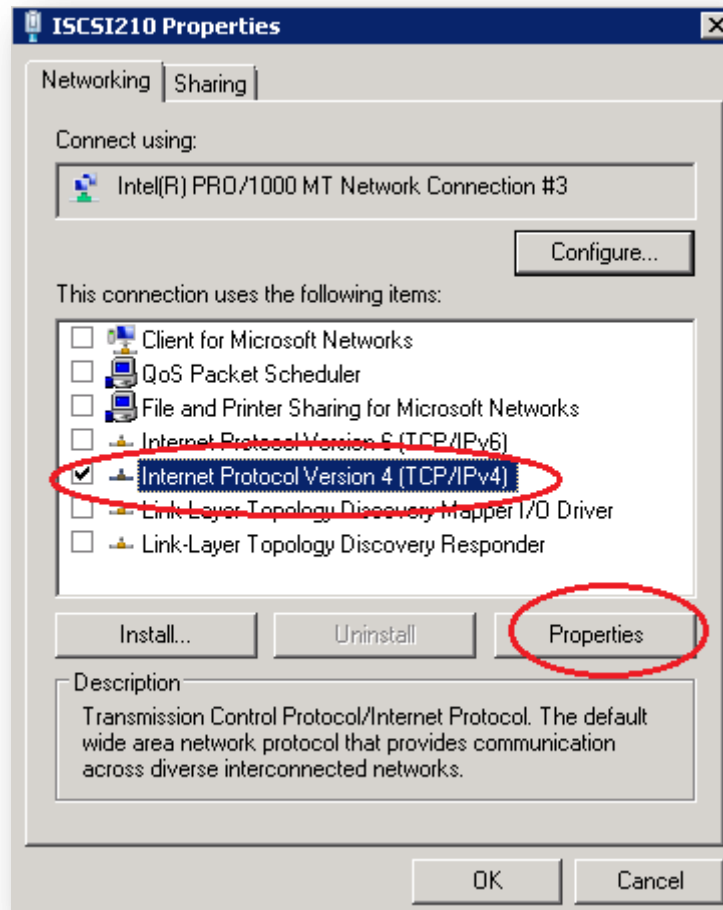 ISCSI210 Properties
Networking
Sharing
Connect using:
Intel(R) PRO/1000 MT Network Connection #3
Configure...
This connection uses the following items:
Client for Microsoft Networks
QoS Packet Scheduler
File and Printer Sharing for Microsoft Networks
Internet Protocol Version 6 (TCP/IPv6)
Internet Protocol Version 4 (TCP/IPv4)
Link-Layer Topology Discovery Mapper I/O Driver
Link-Layer Topology Discovery Responder
Install...
Uninstall
Properties
Description
Transmission Control Protocol/Internet Protocol. The default
wide area network protocol that provides communication
across diverse interconnected networks.
OK
Cancel